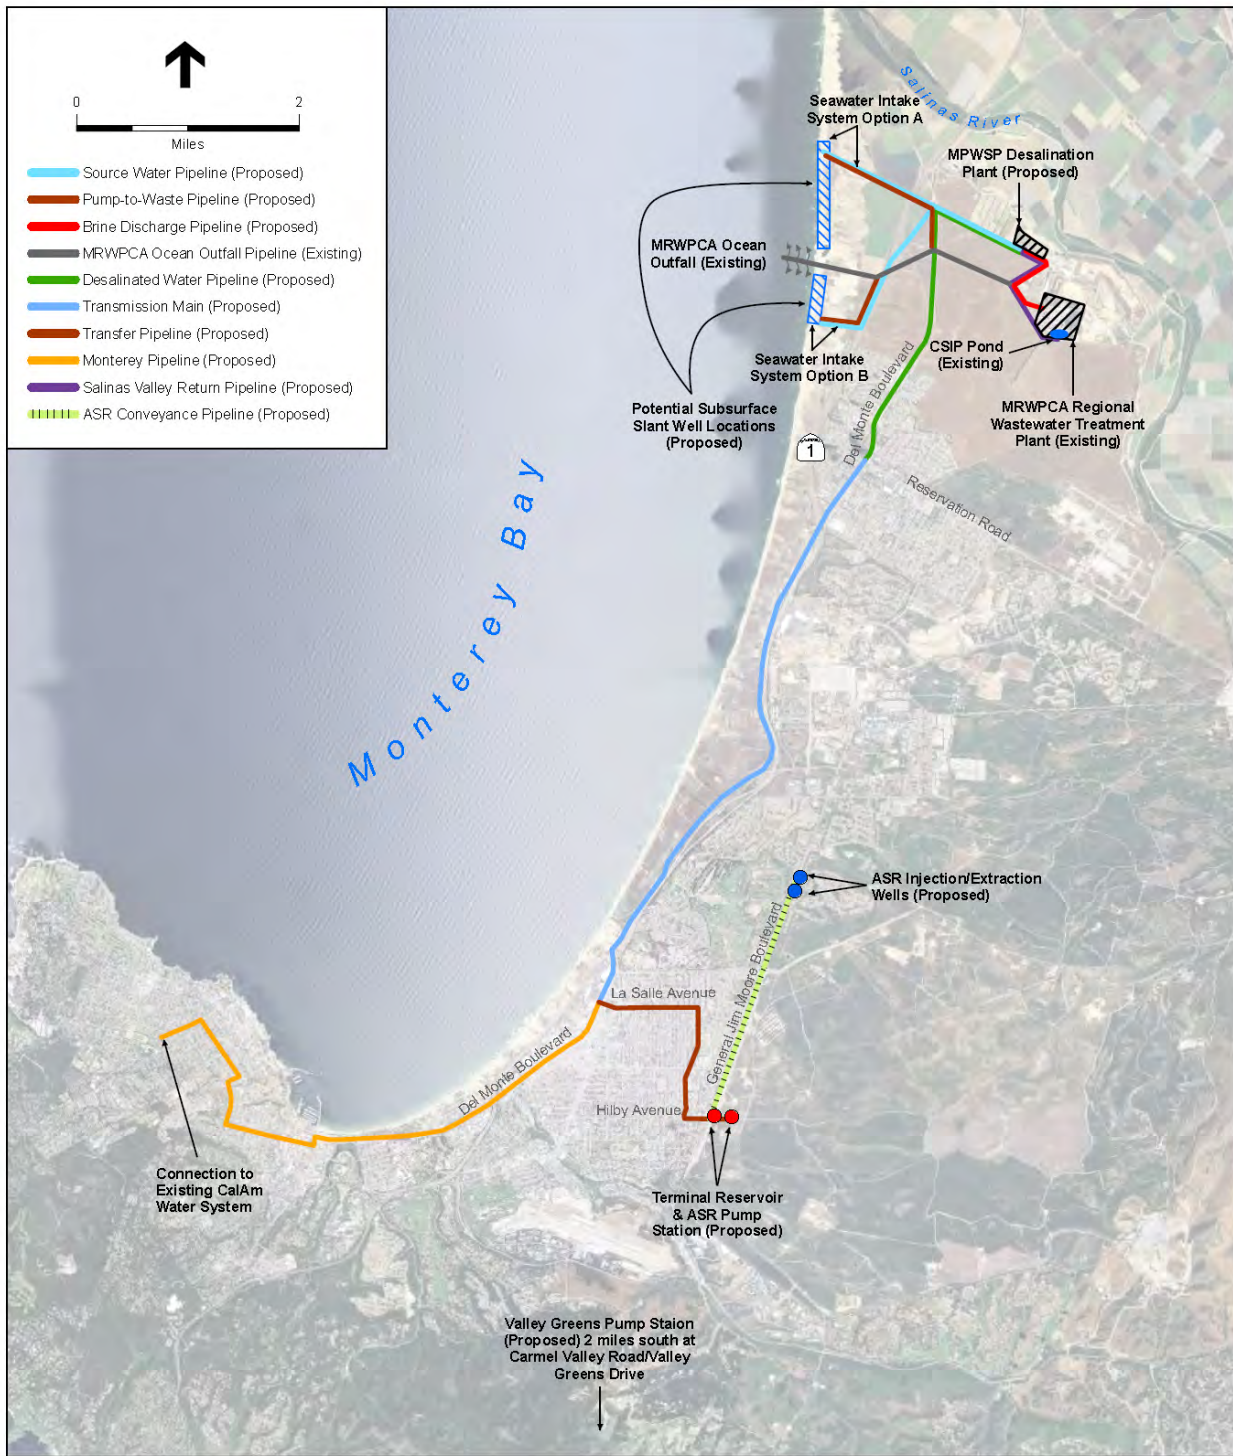 0
2
Miles
Source Water Pipeline (Proposed)
Pump-to-Waste Pipeline (Proposed)
Brine Discharge Pipeline (Proposed)
MRWPCA Ocean Outfall Pipeline (Existing)
Desalinated Water Pipeline (Proposed)
Transmission Main (Proposed)
Transfer Pipeline (Proposed)
Monterey Pipeline (Proposed)
Salinas Valley Return Pipeline (Proposed)
ASR Conveyance Pipeline (Proposed)
Salinas River
Seawater Intake
System Option A
MPWSP Desalination
Plant (Proposed)
MRWPCA Ocean
Outfall (Existing)
Seawater Intake
System Option B
CSIP Pond
(Existing)
Potential Subsurface
Slant Well Locations
(Proposed)
MRWPCA Regional
Wastewater Treatment
Plant (Existing)
Del Monte Boulevard
1
Reservation Road
Monterey Bay
ASR Injection/Extraction
Wells (Proposed)
General Jim Moore Boulevard
La Salle Avenue
Del Monte Boulevard
Hilby Avenue
Connection to
Existing CalAm
Water System
Terminal Reservoir
& ASR Pump
Station (Proposed)
Valley Greens Pump Staion
(Proposed) 2 miles south at
Carmel Valley Road/Valley
Greens Drive